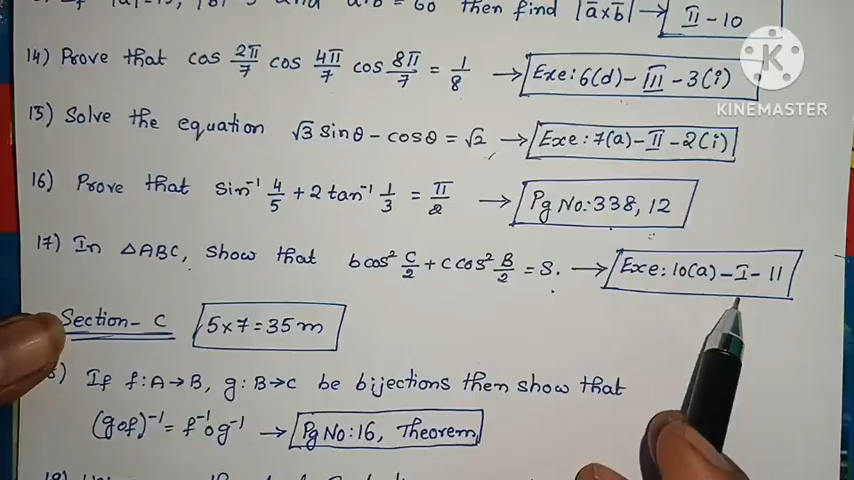 and = 60 then find |a̅×b̅| → II-10
14) Prove that cos 2π/7 cos 4π/7 cos 8π/7 = 1/8 → Exe: 6(d)-III-3(i)
KINEMASTER
15) Solve the equation √3 sinθ - cosθ = √2 → Exe: 7(a)-II-2(i)
16) Prove that sin⁻¹ 4/5 + 2 tan⁻¹ 1/3 = π/2 → Pg No: 338, 12
17) In △ABC, show that b cos² C/2 + c cos² B/2 = S. → Exe: 10(a)-I-11
Section-C 5×7=35m
If f:A→B, g:B→C be bijections then show that
(gof)⁻¹ = f⁻¹og⁻¹ → Pg No: 16, Theorem